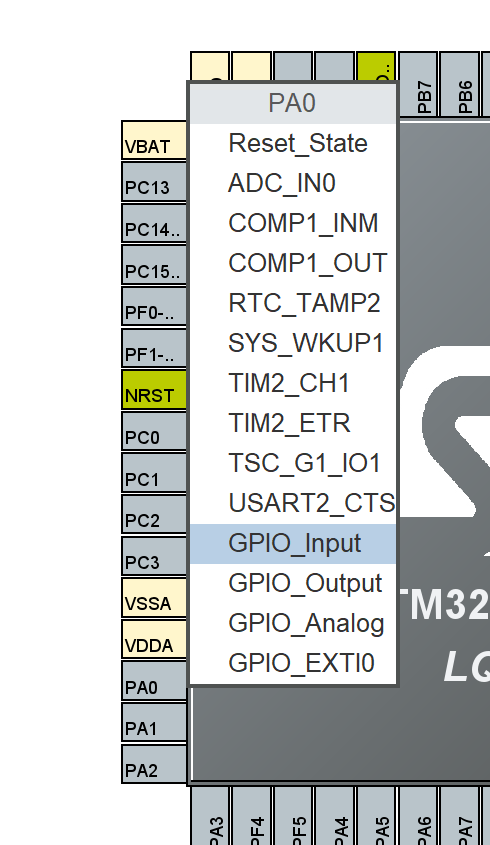 PB7
PB6
PA0
Reset_State
ADC_IN0
COMP1_INM
COMP1_OUT
RTC_TAMP2
SYS_WKUP1
TIM2_CH1
TIM2_ETR
TSC_G1_IO1
USART2_CTS
GPIO_Input
GPIO_Output
GPIO_Analog
GPIO_EXTI0
VBAT
PC13
PC14..
PC15..
PF0-..
PF1-..
NRST
PC0
PC1
PC2
PC3
VSSA
VDDA
PA0
PA1
PA2
TM32
LQ
PA3
PF4
PF5
PA4
PA5
PA6
PA7